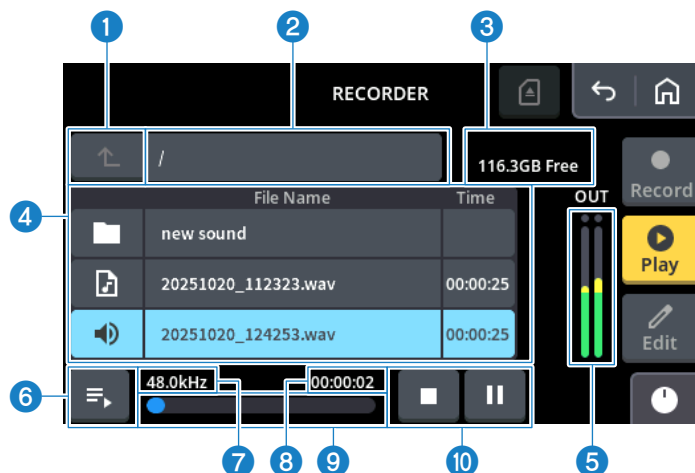 1 2 3
RECORDER
/
116.3GB Free
4
File Name Time
OUT
Record
new sound
20251020_112323.wav 00:00:25
Play
20251020_124253.wav 00:00:25
Edit
6
48.0kHz 00:00:02
7 8 9 10 5